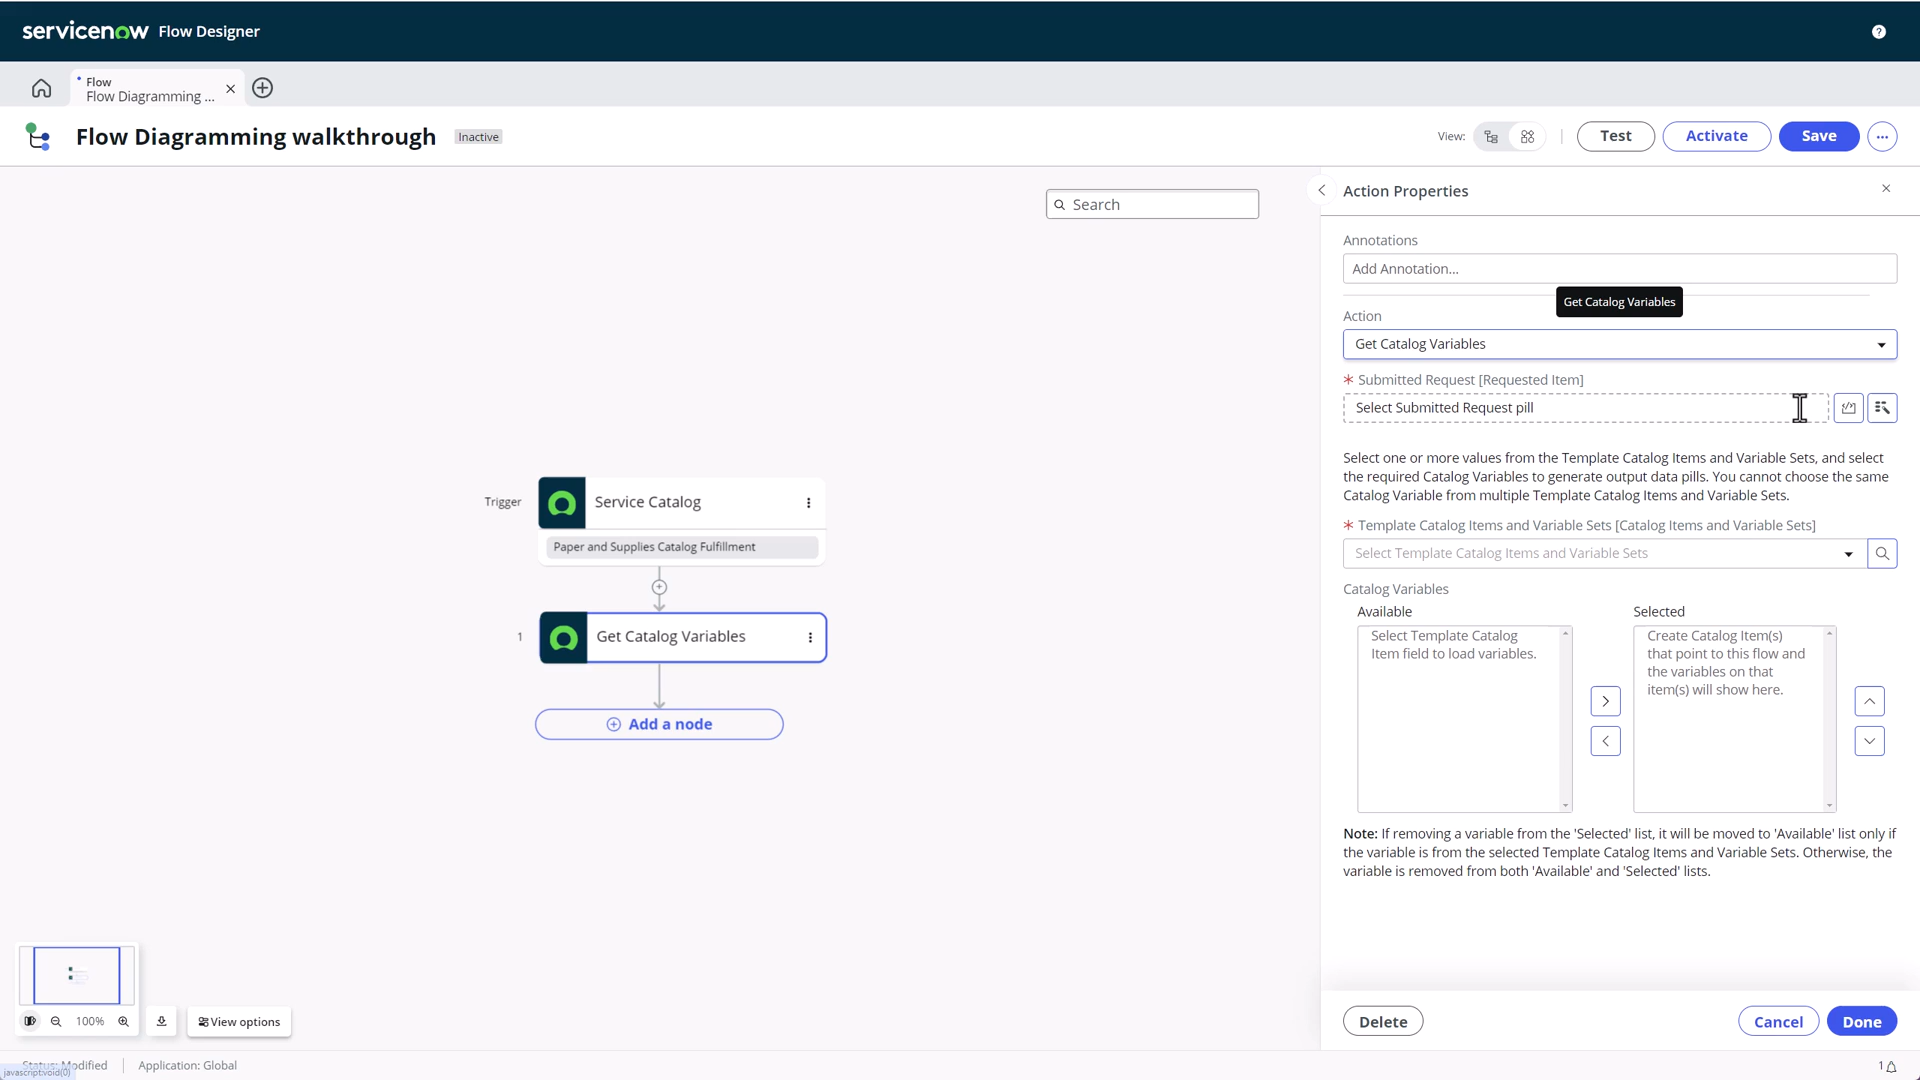 servicenow Flow Designer
Flow
Flow Diagramming ...
Flow Diagramming walkthrough
Inactive
View:
Test
Activate
Save
Search
Action Properties
Annotations
Add Annotation...
Get Catalog Variables
Action
Get Catalog Variables
* Submitted Request [Requested Item]
Select Submitted Request pill
Select one or more values from the Template Catalog Items and Variable Sets, and select
the required Catalog Variables to generate output data pills. You cannot choose the same
Catalog Variable from multiple Template Catalog Items and Variable Sets.
* Template Catalog Items and Variable Sets [Catalog Items and Variable Sets]
Select Template Catalog Items and Variable Sets
Catalog Variables
Available
Selected
Select Template Catalog
Item field to load variables.
Create Catalog Item(s)
that point to this flow and
the variables on that
item(s) will show here.
Note: If removing a variable from the 'Selected' list, it will be moved to 'Available' list only if
the variable is from the selected Template Catalog Items and Variable Sets. Otherwise, the
variable is removed from both 'Available' and 'Selected' lists.
Delete
Cancel
Done
Trigger
Service Catalog
Paper and Supplies Catalog Fulfillment
1
Get Catalog Variables
Add a node
100%
View options
Status: Modified
Application: Global
javascript:void(0)
1